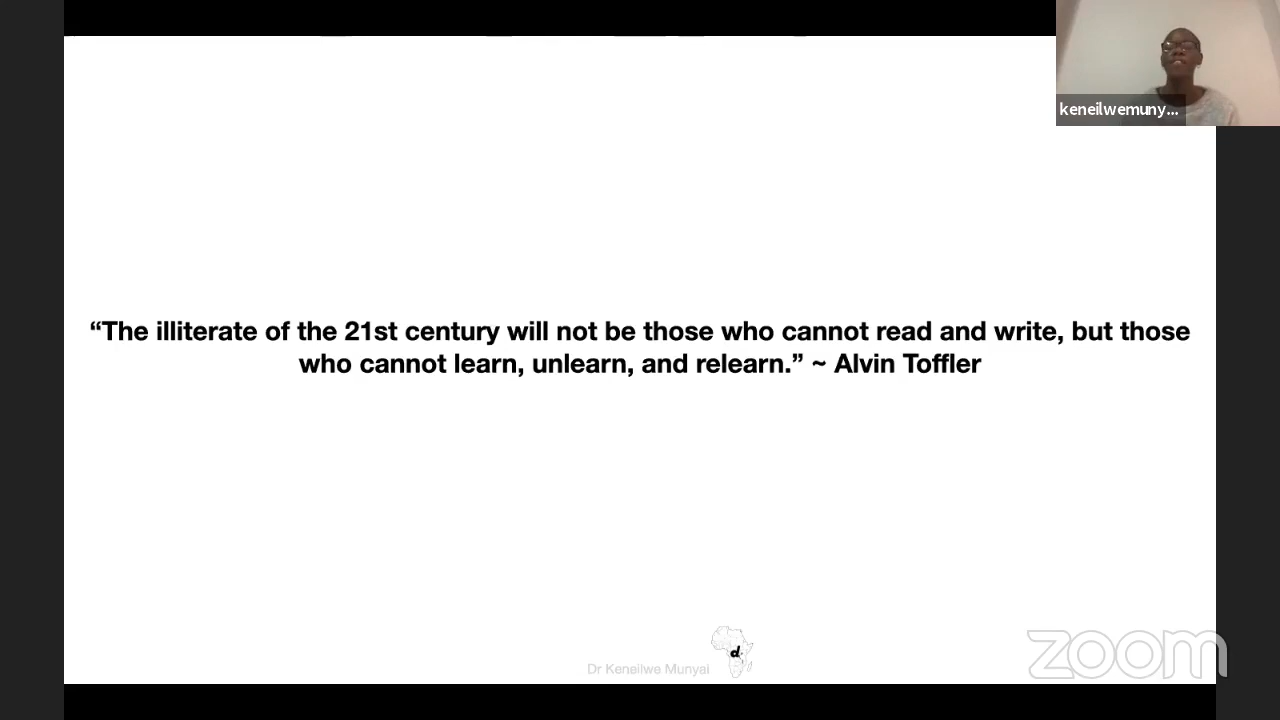 keneilwemuny...
“The illiterate of the 21st century will not be those who cannot read and write, but those
who cannot learn, unlearn, and relearn.” ~ Alvin Toffler
d.
Dr Keneilwe Munyai
zoom